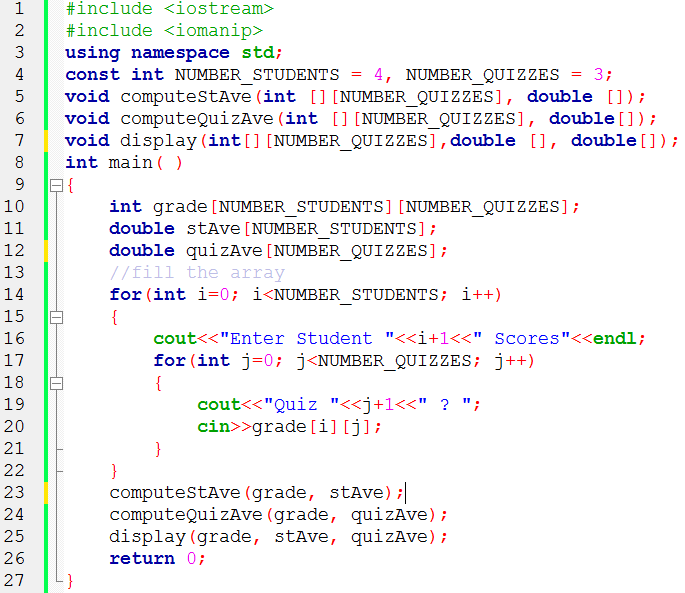 1 #include <iostream>
2 #include <iomanip>
3 using namespace std;
4 const int NUMBER_STUDENTS = 4, NUMBER_QUIZZES = 3;
5 void computeStAve(int [][NUMBER_QUIZZES], double []);
6 void computeQuizAve(int [][NUMBER_QUIZZES], double[]);
7 void display(int[][NUMBER_QUIZZES],double [], double[]);
8 int main( )
9 {
10     int grade[NUMBER_STUDENTS][NUMBER_QUIZZES];
11     double stAve[NUMBER_STUDENTS];
12     double quizAve[NUMBER_QUIZZES];
13     //fill the array
14     for(int i=0; i<NUMBER_STUDENTS; i++)
15     {
16         cout<<"Enter Student "<<i+1<<" Scores"<<endl;
17         for(int j=0; j<NUMBER_QUIZZES; j++)
18         {
19             cout<<"Quiz "<<j+1<<" ? ";
20             cin>>grade[i][j];
21         }
22     }
23     computeStAve(grade, stAve);
24     computeQuizAve(grade, quizAve);
25     display(grade, stAve, quizAve);
26     return 0;
27 }